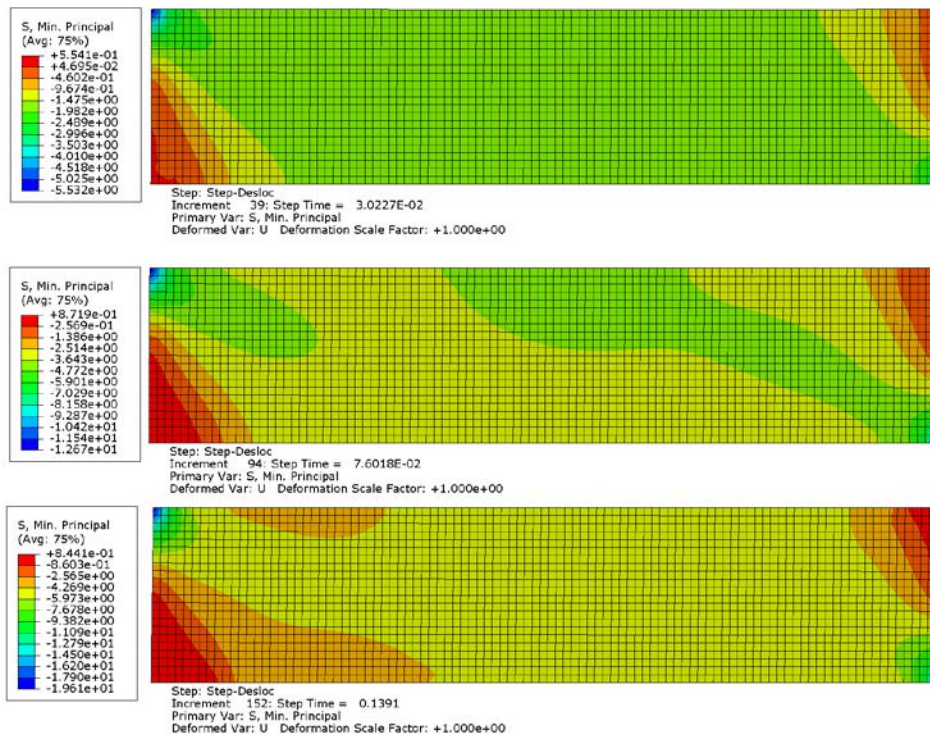 S, Min. Principal
(Avg: 75%)
+5.541e-01
+4.695e-02
-4.602e-01
-9.674e-01
-1.475e+00
-1.982e+00
-2.489e+00
-2.996e+00
-3.503e+00
-4.010e+00
-4.518e+00
-5.025e+00
-5.532e+00
Step: Step-Desloc
Increment 39: Step Time = 3.0227E-02
Primary Var: S, Min. Principal
Deformed Var: U Deformation Scale Factor: +1.000e+00
S, Min. Principal
(Avg: 75%)
+8.719e-01
-2.569e-01
-1.386e+00
-2.514e+00
-3.643e+00
-4.772e+00
-5.901e+00
-7.029e+00
-8.158e+00
-9.287e+00
-1.042e+01
-1.154e+01
-1.267e+01
Step: Step-Desloc
Increment 94: Step Time = 7.6018E-02
Primary Var: S, Min. Principal
Deformed Var: U Deformation Scale Factor: +1.000e+00
S, Min. Principal
(Avg: 75%)
+8.441e-01
-8.603e-01
-2.565e+00
-4.269e+00
-5.973e+00
-7.678e+00
-9.382e+00
-1.109e+01
-1.279e+01
-1.450e+01
-1.620e+01
-1.790e+01
-1.961e+01
Step: Step-Desloc
Increment 152: Step Time = 0.1391
Primary Var: S, Min. Principal
Deformed Var: U Deformation Scale Factor: +1.000e+00